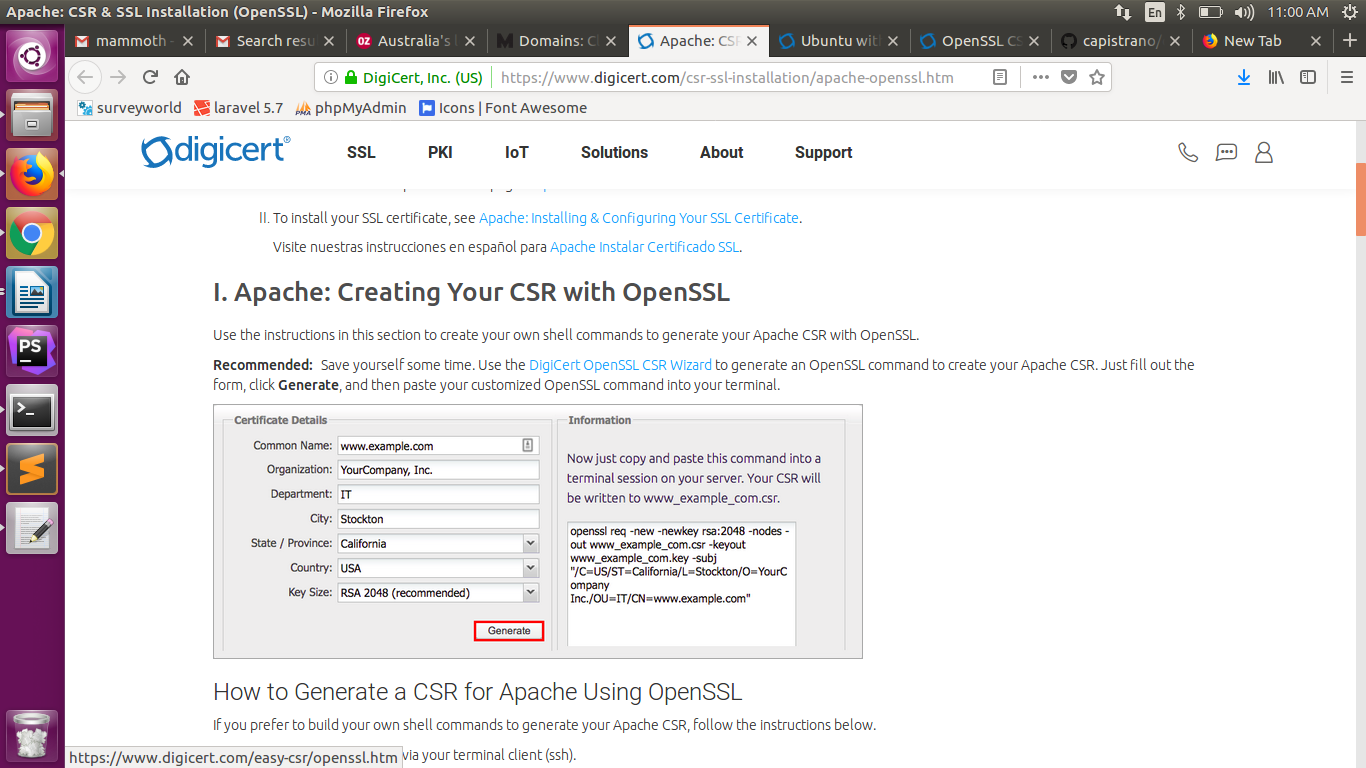 Apache: CSR & SSL Installation (OpenSSL) - Mozilla Firefox
En
11:00 AM
mammoth -
Search resu
OZ Australia's l
Domains: C
Apache: CSR
Ubuntu with
OpenSSL CS
capistrano/
New Tab
DigiCert, Inc. (US)
https://www.digicert.com/csr-ssl-installation/apache-openssl.htm
surveyworld
laravel 5.7
phpMyAdmin
Icons | Font Awesome
digicert®
SSL
PKI
IoT
Solutions
About
Support
II. To install your SSL certificate, see Apache: Installing & Configuring Your SSL Certificate.
Visite nuestras instrucciones en español para Apache Instalar Certificado SSL.
I. Apache: Creating Your CSR with OpenSSL
Use the instructions in this section to create your own shell commands to generate your Apache CSR with OpenSSL.
Recommended: Save yourself some time. Use the DigiCert OpenSSL CSR Wizard to generate an OpenSSL command to create your Apache CSR. Just fill out the
form, click Generate, and then paste your customized OpenSSL command into your terminal.
Certificate Details
Common Name: www.example.com
Organization: YourCompany, Inc.
Department: IT
City: Stockton
State / Province: California
Country: USA
Key Size: RSA 2048 (recommended)
Generate
Information
Now just copy and paste this command into a
terminal session on your server. Your CSR will
be written to www_example_com.csr.
openssl req -new -newkey rsa:2048 -nodes -
out www_example_com.csr -keyout
www_example_com.key -subj
"/C=US/ST=California/L=Stockton/O=YourC
ompany
Inc./OU=IT/CN=www.example.com"
How to Generate a CSR for Apache Using OpenSSL
If you prefer to build your own shell commands to generate your Apache CSR, follow the instructions below.
via your terminal client (ssh).
https://www.digicert.com/easy-csr/openssl.htm
PS